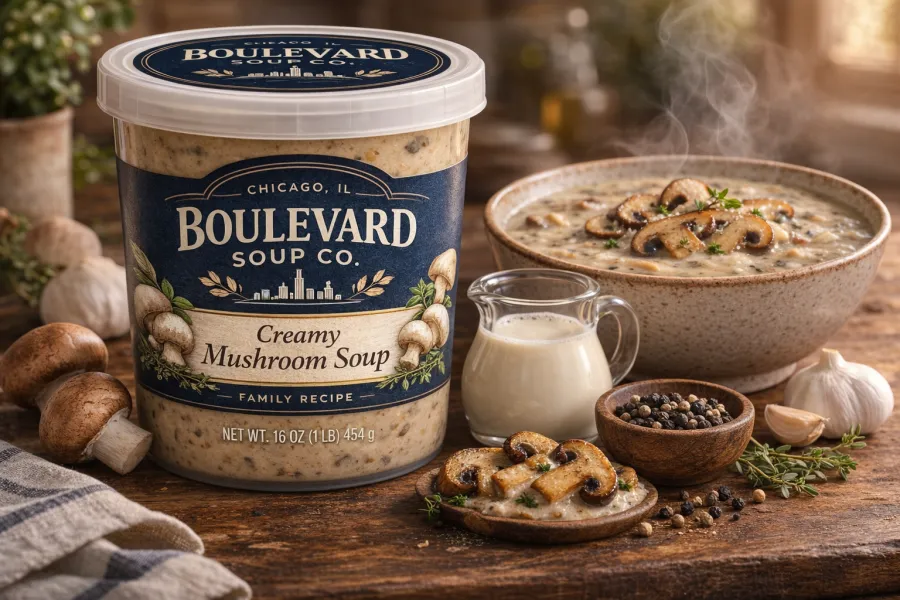 CHICAGO, IL
BOULEVARD
SOUP CO.
CHICAGO, IL
BOULEVARD
SOUP CO.
Creamy
Mushroom Soup
FAMILY RECIPE
NET WT. 16 OZ (1 LB) 454 g